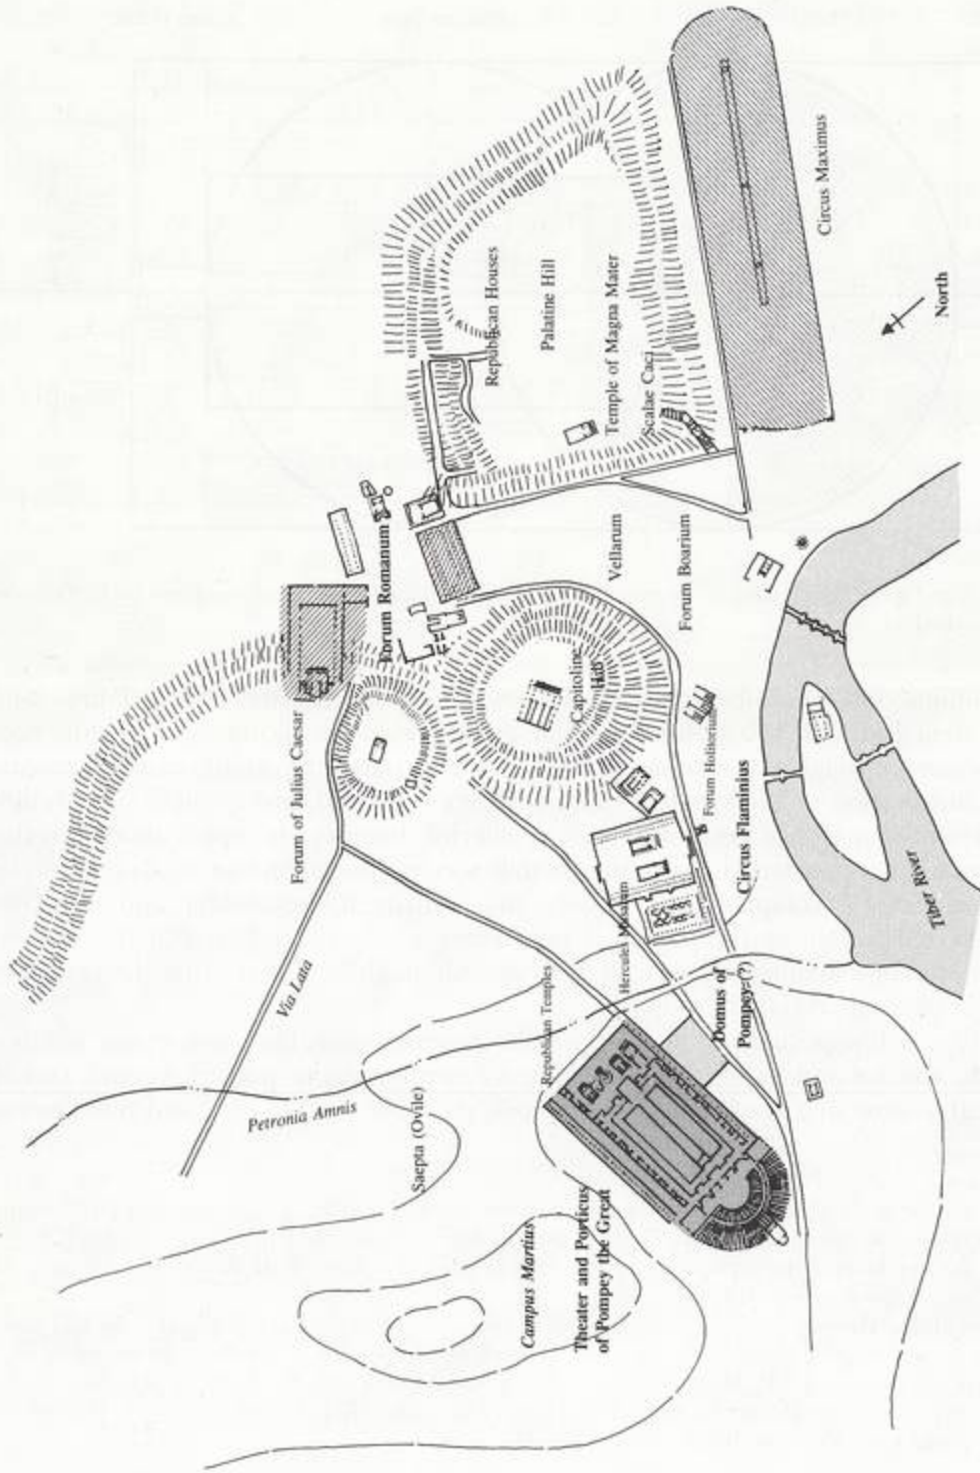 Circus Maximus
North
Republican Houses
Palatine Hill
Temple of Magna Mater
Scalae Caci
Forum Romanum
Vellarum
Forum Boarium
Capitoline
Hill
Forum of Julius Caesar
Forum Holitorium
Circus Flaminius
Tiber River
Hercules Musarum
Via Lata
Republican Temples
Domus of
Pompey (?)
Petronia Amnis
Saepta (Ovile)
Campus Martius
Theater and Porticus
of Pompey the Great